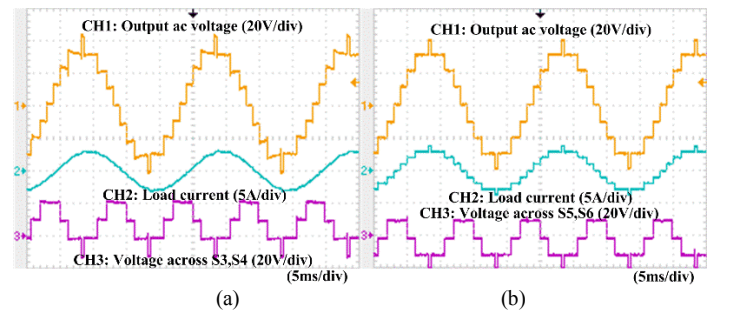 CH1: Output ac voltage (20V/div)
1
2
CH2: Load current (5A/div)
3
CH3: Voltage across S3,S4 (20V/div)
(5ms/div)
(a)
CH1: Output ac voltage (20V/div)
1
2
CH2: Load current (5A/div)
CH3: Voltage across S5,S6 (20V/div)
3
(5ms/div)
(b)